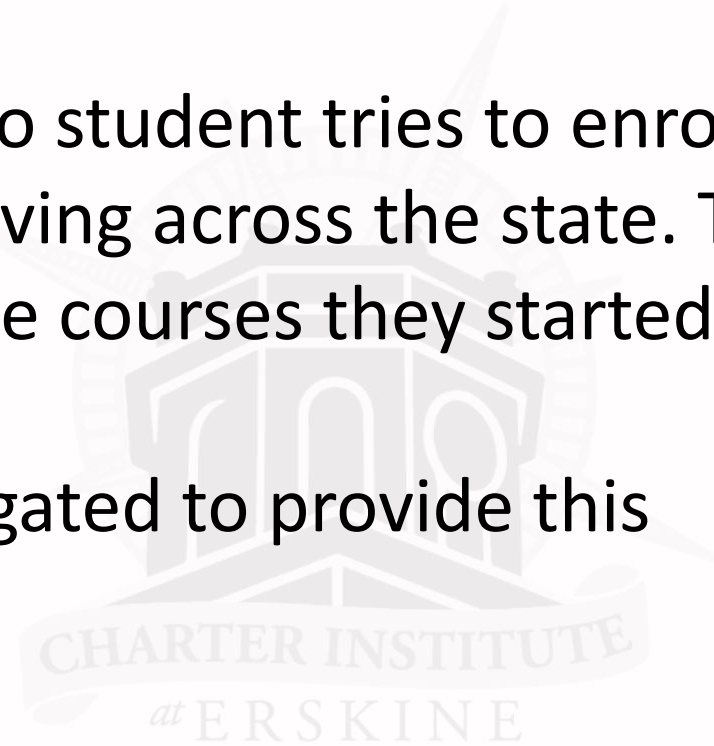 o student tries to enro
ving across the state. T
e courses they started
gated to provide this
CHARTER INSTITUTE
at ERSKINE